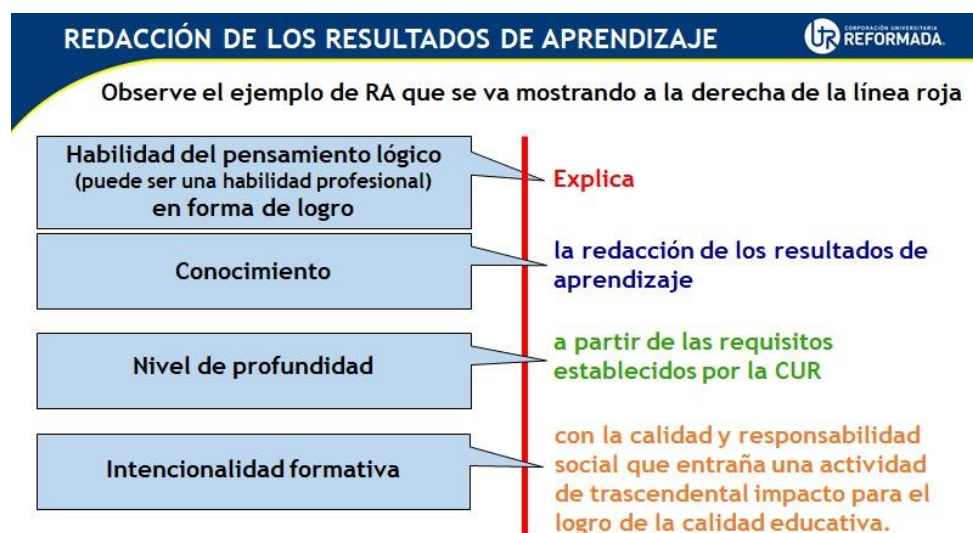 REDACCIÓN DE LOS RESULTADOS DE APRENDIZAJE
CORPORACIÓN UNIVERSITARIA
REFORMADA.
Observe el ejemplo de RA que se va mostrando a la derecha de la línea roja
Habilidad del pensamiento lógico
(puede ser una habilidad profesional)
en forma de logro
Explica
Conocimiento
la redacción de los resultados de
aprendizaje
Nivel de profundidad
a partir de las requisitos
establecidos por la CUR
Intencionalidad formativa
con la calidad y responsabilidad
social que entraña una actividad
de trascendental impacto para el
logro de la calidad educativa.